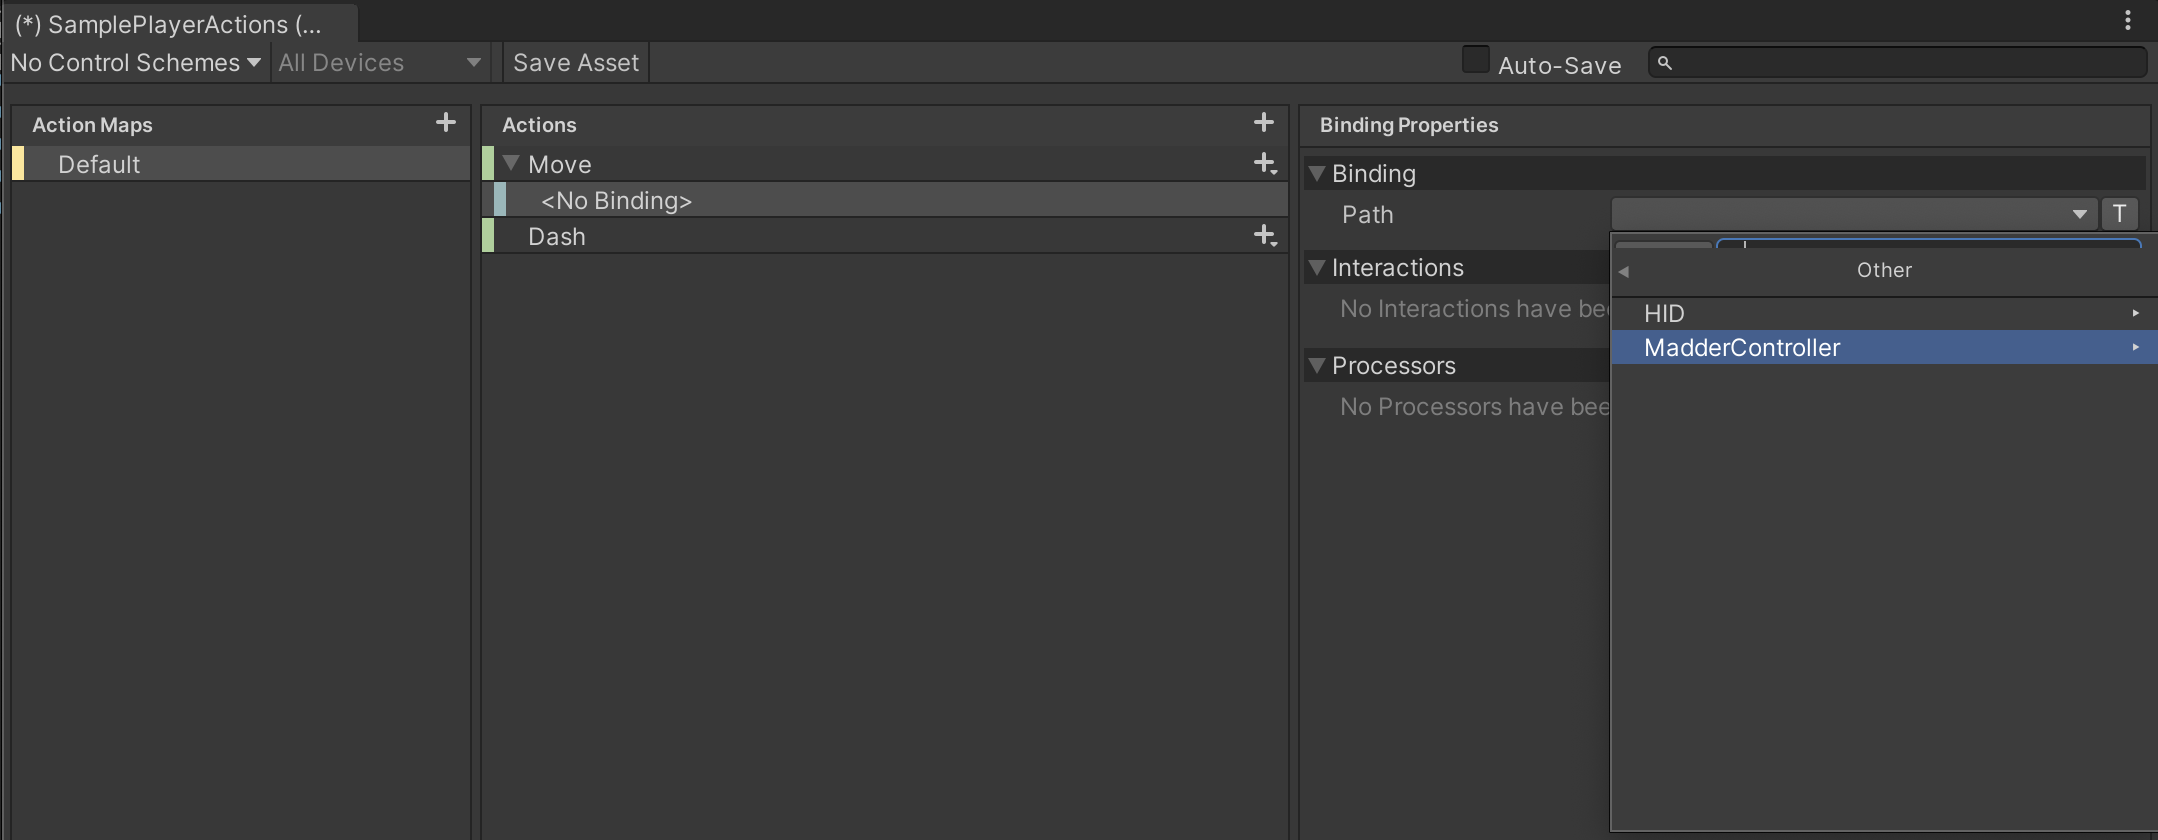 (*) SamplePlayerActions (...
No Control Schemes
All Devices
Save Asset
Auto-Save
Action Maps
Default
Actions
Move
<No Binding>
Dash
Binding Properties
Binding
Path
T
Interactions
No Interactions have bee
Processors
No Processors have bee
Other
HID
MadderController